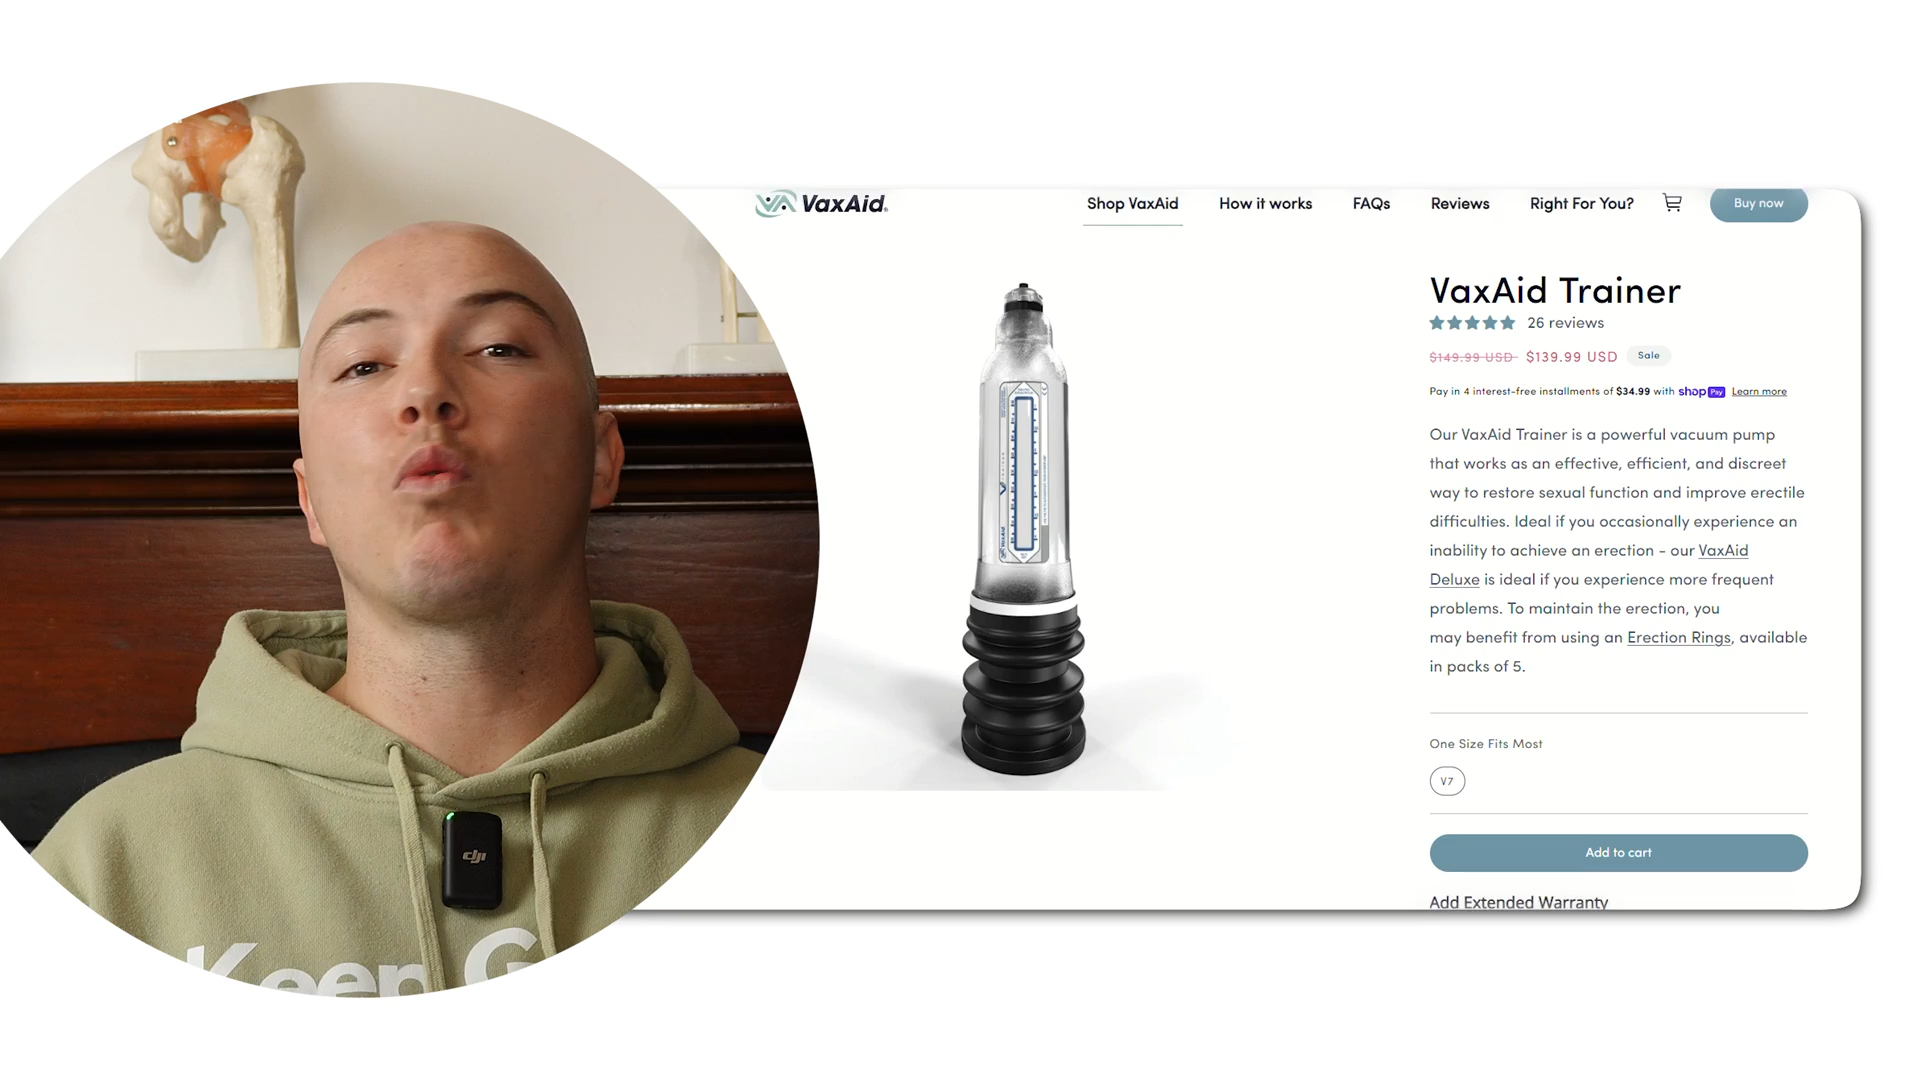 VaxAid
Shop VaxAid
How it works
FAQs
Reviews
Right For You?
Buy now
VaxAid Trainer
26 reviews
$149.99 USD $139.99 USD Sale
Pay in 4 interest-free installments of $34.99 with shop Pay Learn more
Our VaxAid Trainer is a powerful vacuum pump
that works as an effective, efficient, and discreet
way to restore sexual function and improve erectile
difficulties. Ideal if you occasionally experience an
inability to achieve an erection - our VaxAid
Deluxe is ideal if you experience more frequent
problems. To maintain the erection, you
may benefit from using an Erection Rings, available
in packs of 5.
One Size Fits Most
V7
Add to cart
Add Extended Warranty
dji
Keep G